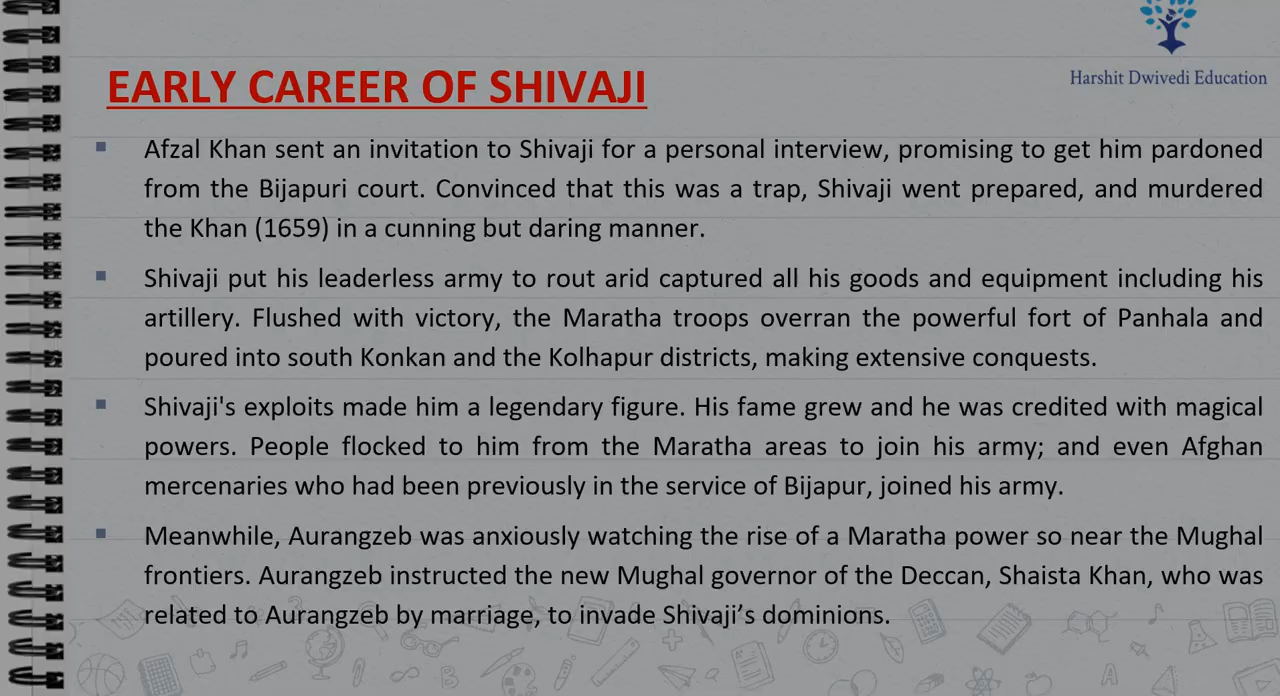 Harshit Dwivedi Education
EARLY CAREER OF SHIVAJI
Afzal Khan sent an invitation to Shivaji for a personal interview, promising to get him pardoned
from the Bijapuri court. Convinced that this was a trap, Shivaji went prepared, and murdered
the Khan (1659) in a cunning but daring manner.
Shivaji put his leaderless army to rout arid captured all his goods and equipment including his
artillery. Flushed with victory, the Maratha troops overran the powerful fort of Panhala and
poured into south Konkan and the Kolhapur districts, making extensive conquests.
Shivaji's exploits made him a legendary figure. His fame grew and he was credited with magical
powers. People flocked to him from the Maratha areas to join his army; and even Afghan
mercenaries who had been previously in the service of Bijapur, joined his army.
Meanwhile, Aurangzeb was anxiously watching the rise of a Maratha power so near the Mughal
frontiers. Aurangzeb instructed the new Mughal governor of the Deccan, Shaista Khan, who was
related to Aurangzeb by marriage, to invade Shivaji’s dominions.